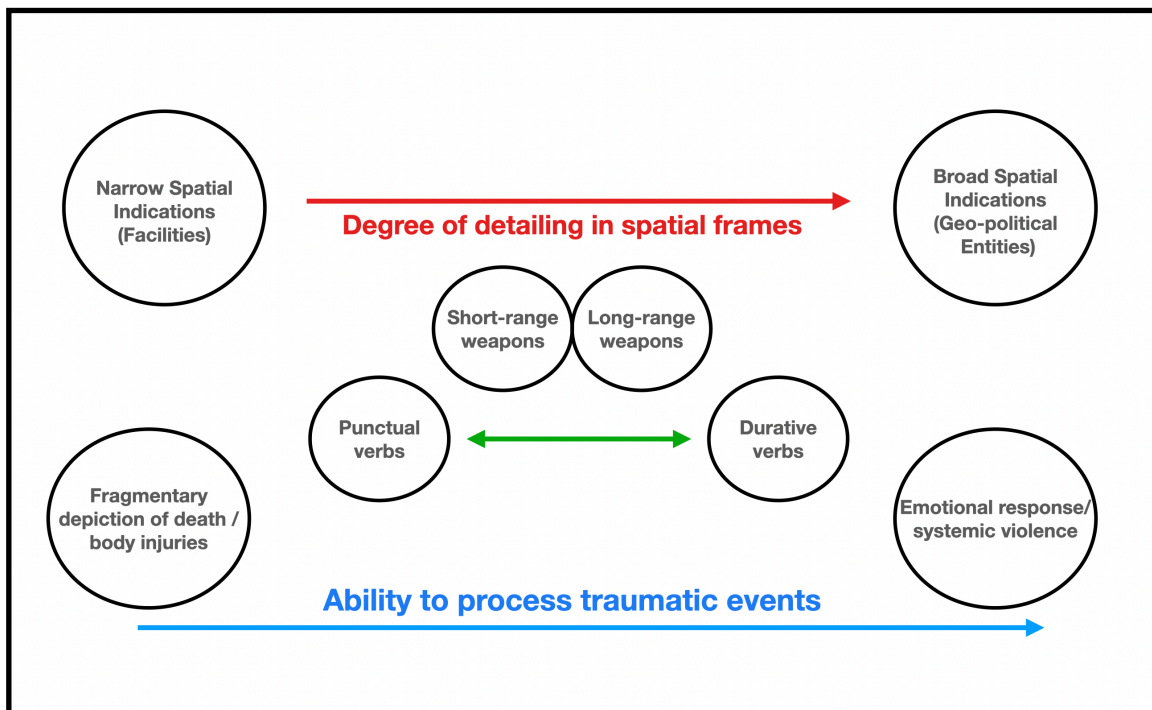 Narrow Spatial
Indications
(Facilities)
Broad Spatial
Indications
(Geo-political
Entities)
Degree of detailing in spatial frames
Short-range
weapons
Long-range
weapons
Punctual
verbs
Durative
verbs
Fragmentary
depiction of death /
body injuries
Emotional response/
systemic violence
Ability to process traumatic events